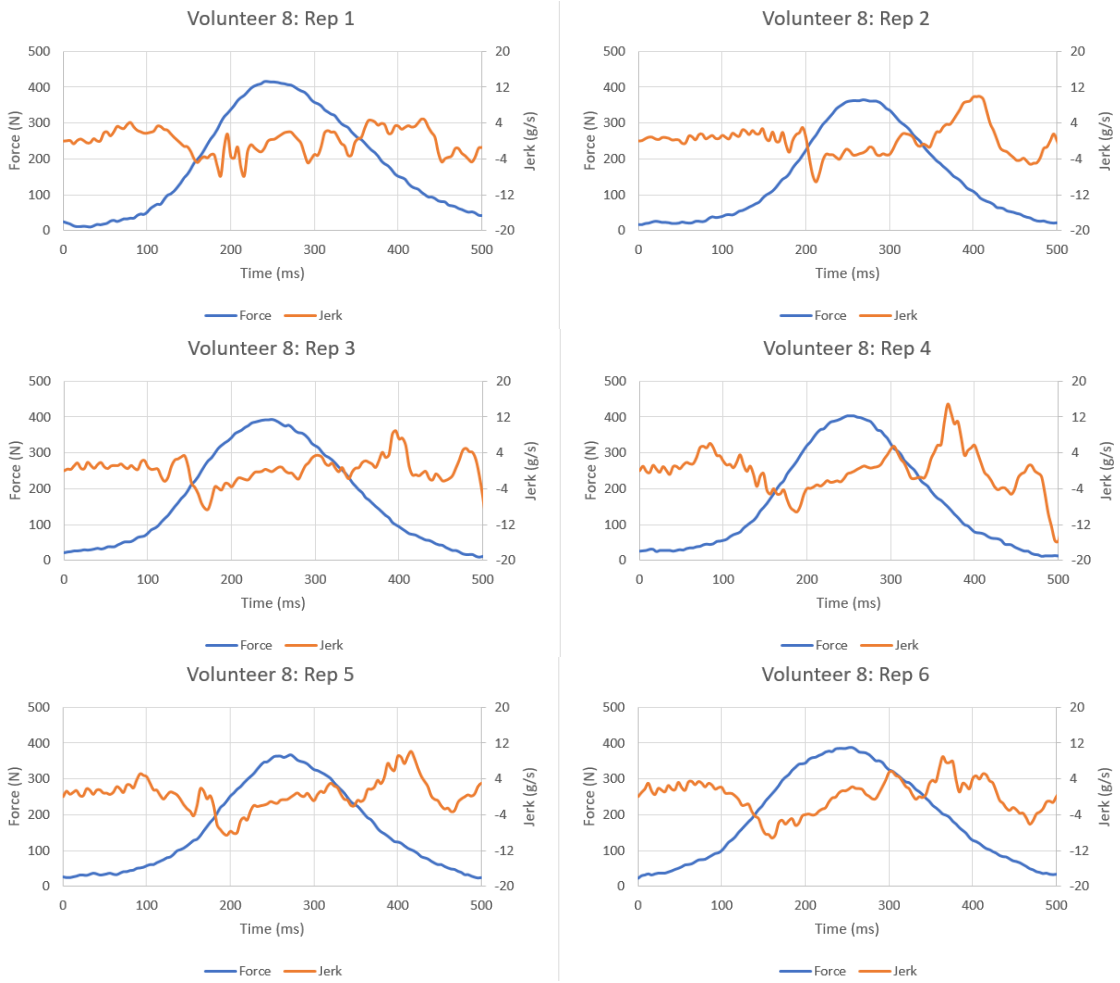 Volunteer 8: Rep 1
500
400
300
200
100
0
Force (N)
20
12
4
-4
-12
-20
Jerk (g/s)
0 100 200 300 400 500
Time (ms)
Force Jerk
Volunteer 8: Rep 2
500
400
300
200
100
0
Force (N)
20
12
4
-4
-12
-20
Jerk (g/s)
0 100 200 300 400 500
Time (ms)
Force Jerk
Volunteer 8: Rep 3
500
400
300
200
100
0
Force (N)
20
12
4
-4
-12
-20
Jerk (g/s)
0 100 200 300 400 500
Time (ms)
Force Jerk
Volunteer 8: Rep 4
500
400
300
200
100
0
Force (N)
20
12
4
-4
-12
-20
Jerk (g/s)
0 100 200 300 400 500
Time (ms)
Force Jerk
Volunteer 8: Rep 5
500
400
300
200
100
0
Force (N)
20
12
4
-4
-12
-20
Jerk (g/s)
0 100 200 300 400 500
Time (ms)
Force Jerk
Volunteer 8: Rep 6
500
400
300
200
100
0
Force (N)
20
12
4
-4
-12
-20
Jerk (g/s)
0 100 200 300 400 500
Time (ms)
Force Jerk